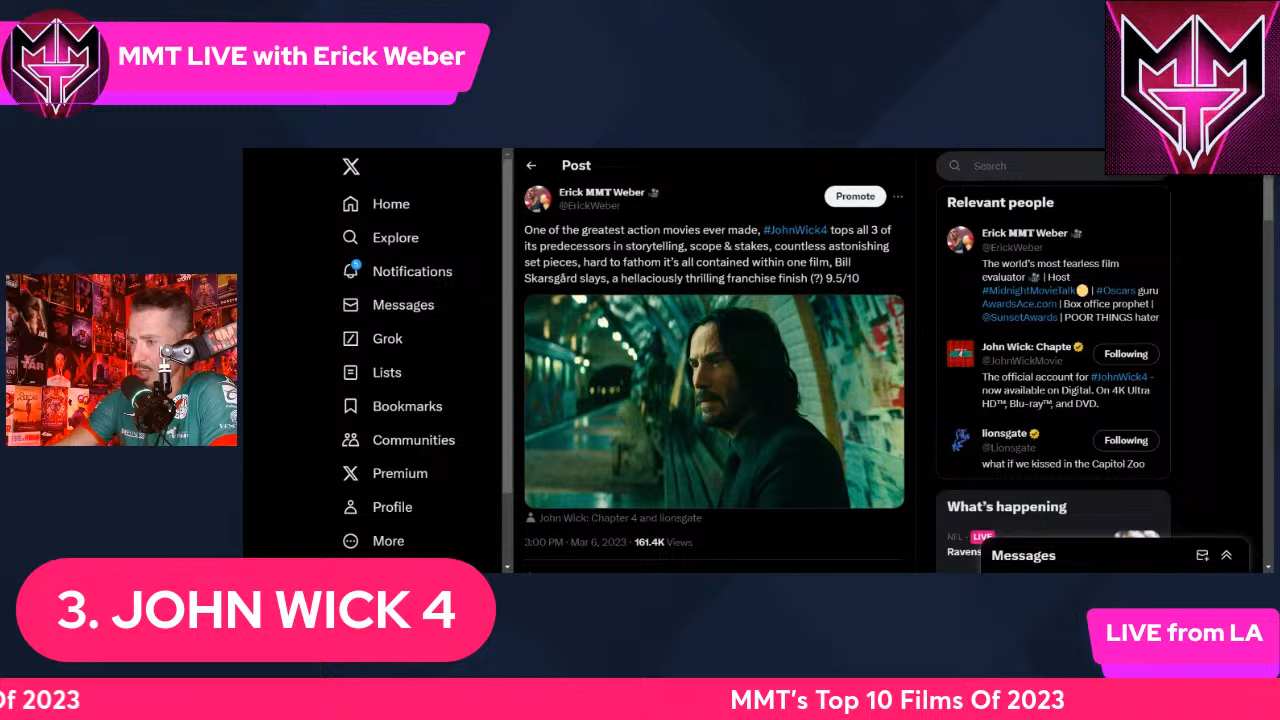 MMT LIVE with Erick Weber
Home
Explore
5
Notifications
Messages
Grok
Lists
Bookmarks
Communities
Premium
Profile
More
Post
Erick MMT Weber 🎥
@ErickWeber
Promote
One of the greatest action movies ever made, #JohnWick4 tops all 3 of
its predecessors in storytelling, scope & stakes, countless astonishing
set pieces, hard to fathom it's all contained within one film, Bill
Skarsgård slays, a hellaciously thrilling franchise finish (?) 9.5/10
John Wick: Chapter 4 and lionsgate
3:00 PM · Mar 6, 2023 · 161.4K Views
Search
Relevant people
Erick MMT Weber 🎥
@ErickWeber
The world's most fearless film
evaluator 🎥 | Host
#MidnightMovieTalk🌕 | #Oscars guru
AwardsAce.com | Box office prophet |
@SunsetAwards | POOR THINGS hater
John Wick: Chapte
@JohnWickMovie
Following
The official account for #JohnWick4 -
now available on Digital. On 4K Ultra
HD™, Blu-ray™, and DVD.
lionsgate
@Lionsgate
Following
what if we kissed in the Capitol Zoo
What's happening
NFL · LIVE
Ravens
Messages
TÁR
3. JOHN WICK 4
LIVE from LA
Of 2023
MMT's Top 10 Films Of 2023